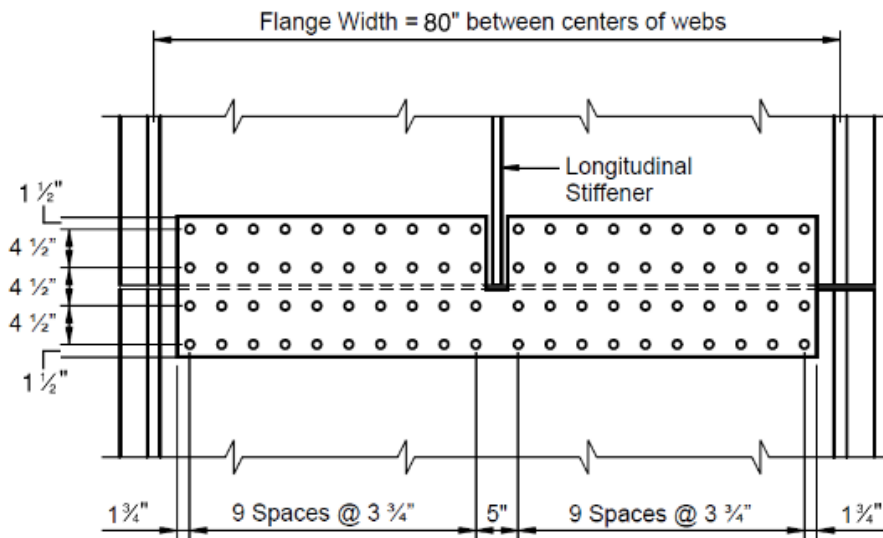 Flange Width = 80" between centers of webs
Longitudinal
Stiffener
1 ½"
4 ½"
4 ½"
4 ½"
1 ½"
1¾"
9 Spaces @ 3 ¾"
5"
9 Spaces @ 3 ¾"
1¾"